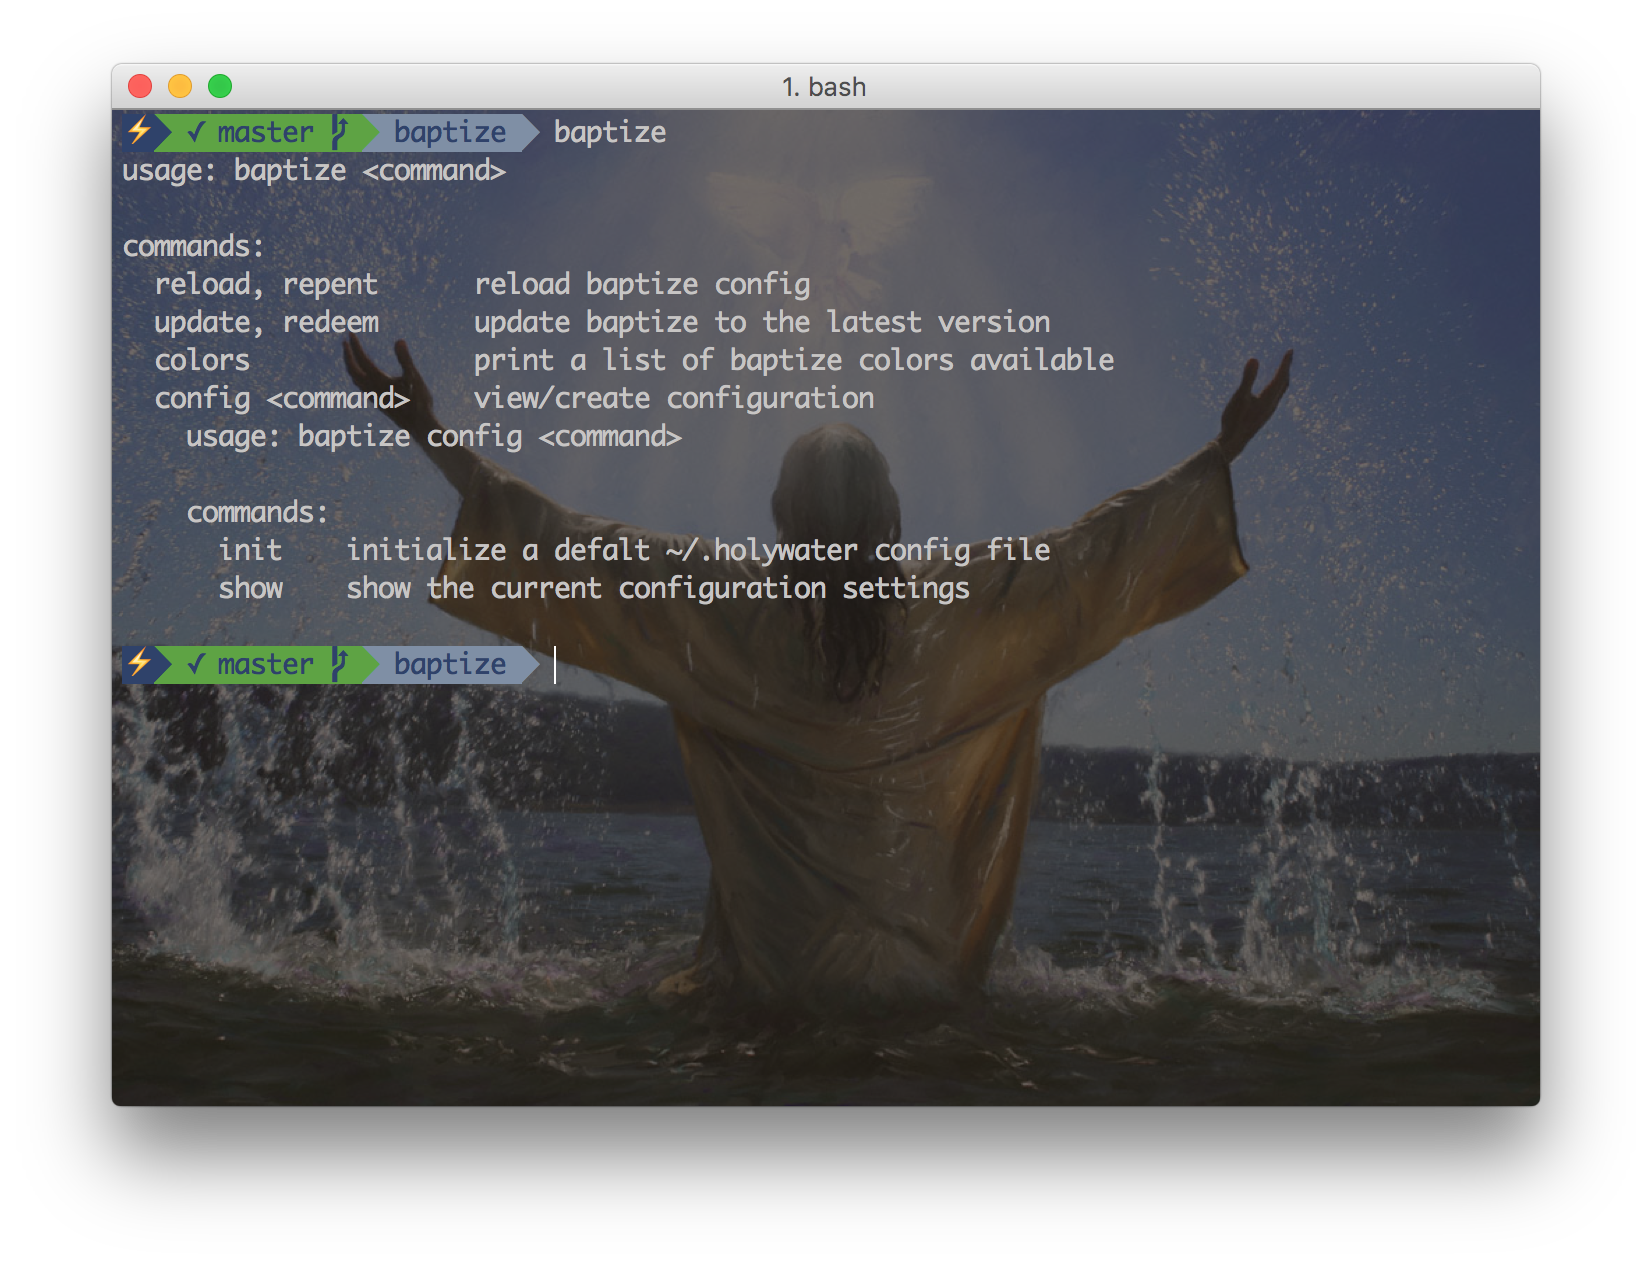 1. bash
⚡ ✓ master baptize baptize
usage: baptize <command>
commands:
reload, repent reload baptize config
update, redeem update baptize to the latest version
colors print a list of baptize colors available
config <command> view/create configuration
usage: baptize config <command>
commands:
init initialize a defalt ~/.holywater config file
show show the current configuration settings
⚡ ✓ master baptize